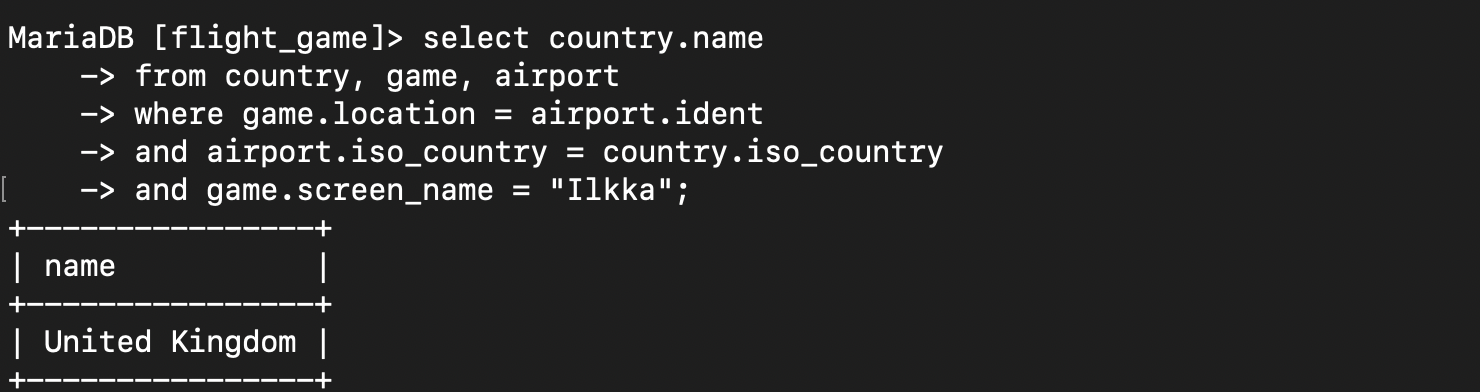 MariaDB [flight_game]> select country.name
    -> from country, game, airport
    -> where game.location = airport.ident
    -> and airport.iso_country = country.iso_country
[    -> and game.screen_name = "Ilkka";
+----------------+
| name           |
+----------------+
| United Kingdom |
+----------------+